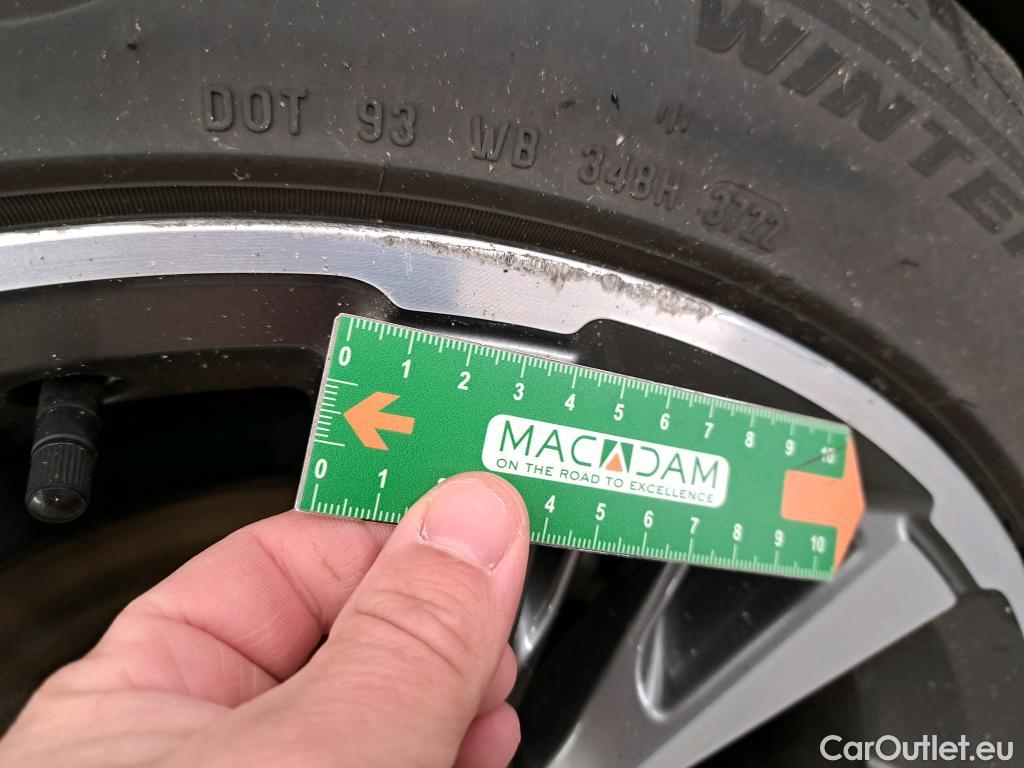 WINTE
DOT 93 WB 348H 3722
0 1 2 3 4 5 6 7 8 9 10
MACADAM
ON THE ROAD TO EXCELLENCE
0 1 4 5 6 7 8 9 10
CarOutlet.eu